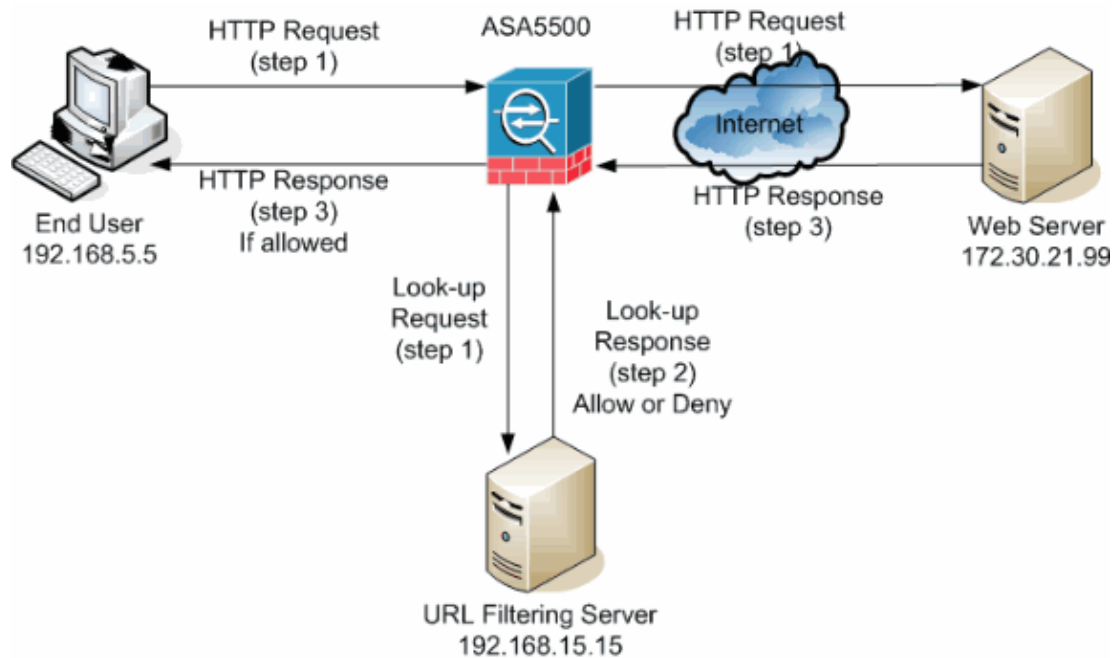 HTTP Request
(step 1)
ASA5500
HTTP Request
(step 1)
Internet
HTTP Response
(step 3)
If allowed
HTTP Response
(step 3)
End User
192.168.5.5
Web Server
172.30.21.99
Look-up
Request
(step 1)
Look-up
Response
(step 2)
Allow or Deny
URL Filtering Server
192.168.15.15